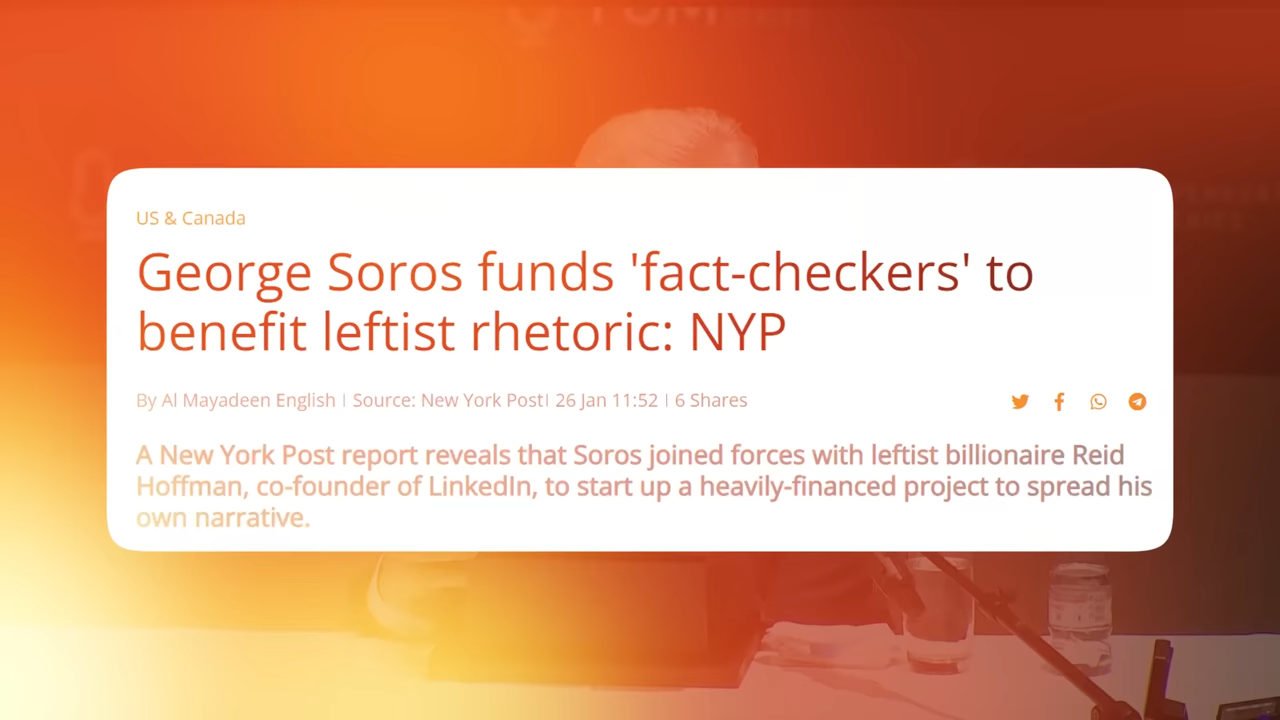 US & Canada
George Soros funds 'fact-checkers' to
benefit leftist rhetoric: NYP
By Al Mayadeen English | Source: New York Post| 26 Jan 11:52 | 6 Shares
A New York Post report reveals that Soros joined forces with leftist billionaire Reid
Hoffman, co-founder of LinkedIn, to start up a heavily-financed project to spread his
own narrative.